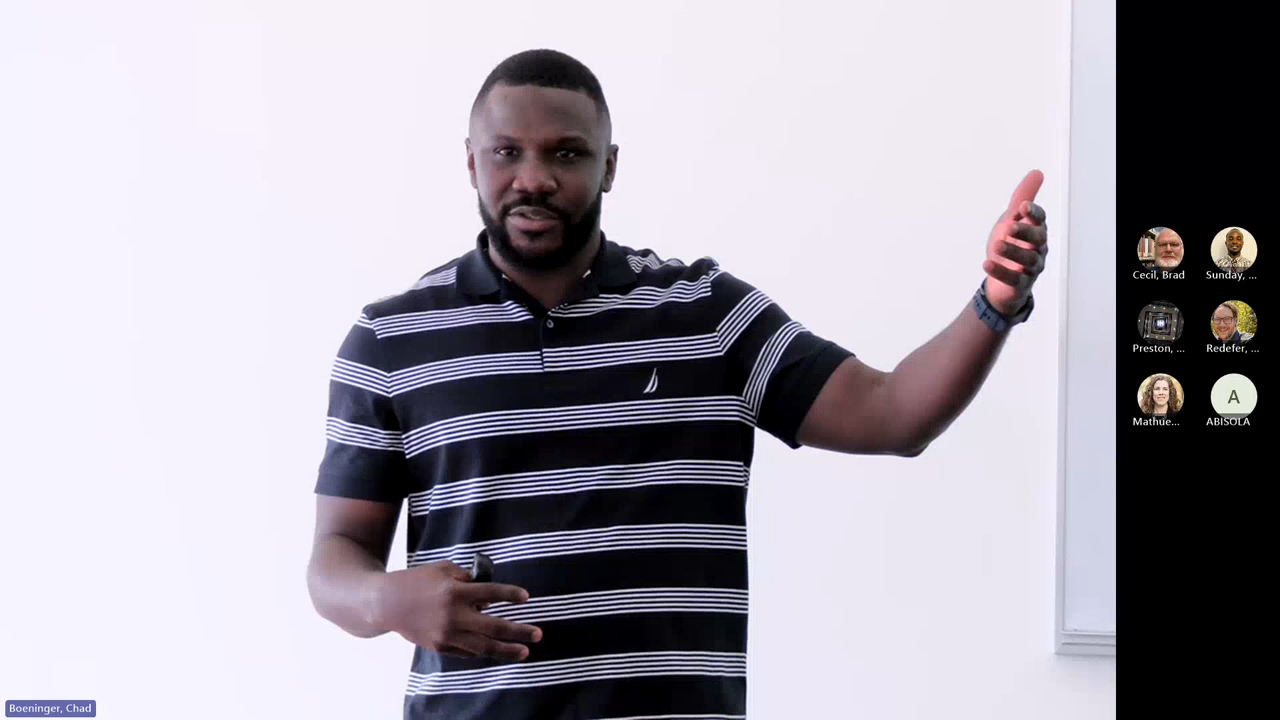 Cecil, Brad
Sunday, ...
Preston, ...
Redefer, ...
Mathue...
A
ABISOLA
Boeninger, Chad